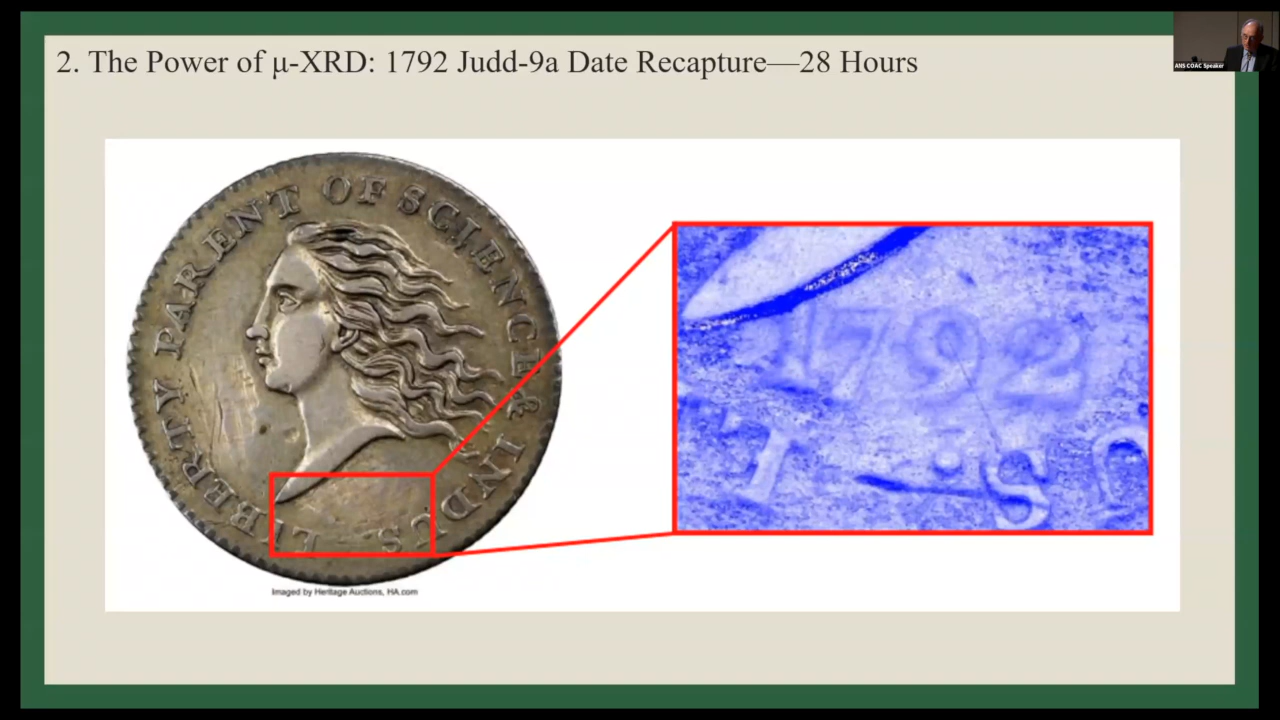 2. The Power of μ-XRD: 1792 Judd-9a Date Recapture—28 Hours
ANS COAC Speaker
LIBERTY PARENT OF SCIENCE & INDUS
1792
T . S
Imaged by Heritage Auctions, HA.com